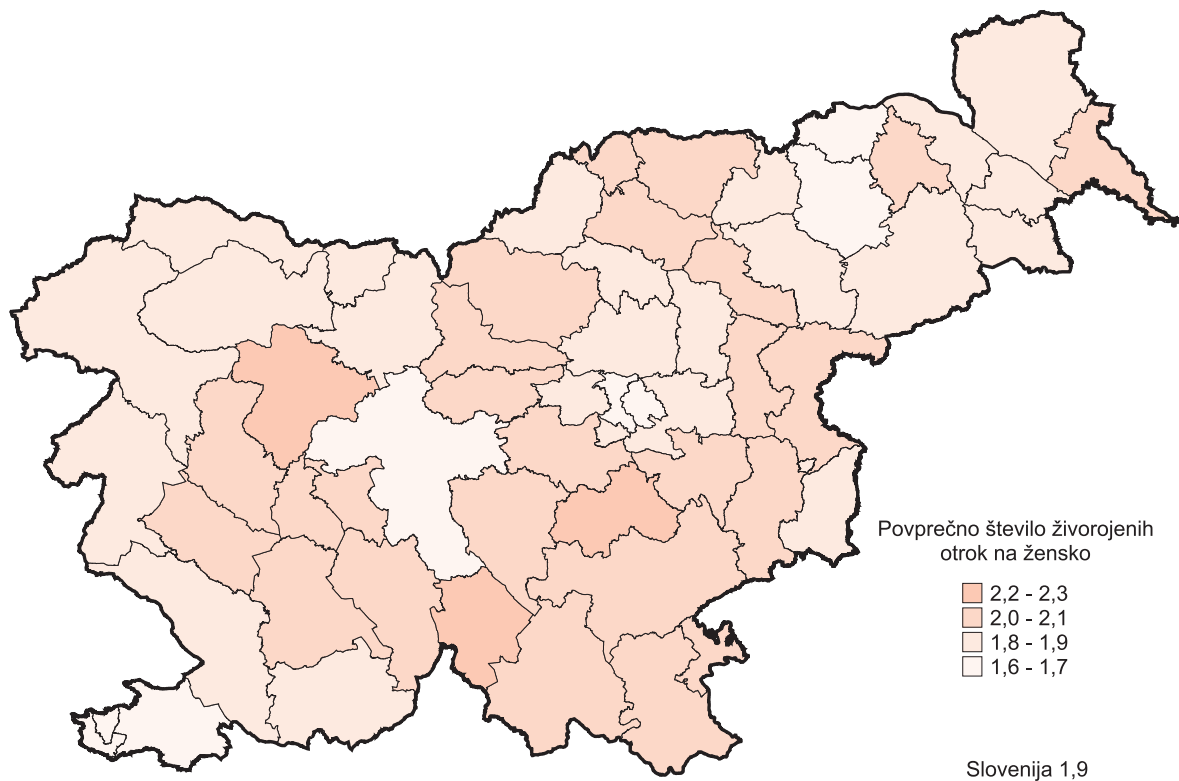 Povprečno število živorojenih
otrok na žensko
2,2 - 2,3
2,0 - 2,1
1,8 - 1,9
1,6 - 1,7
Slovenija 1,9